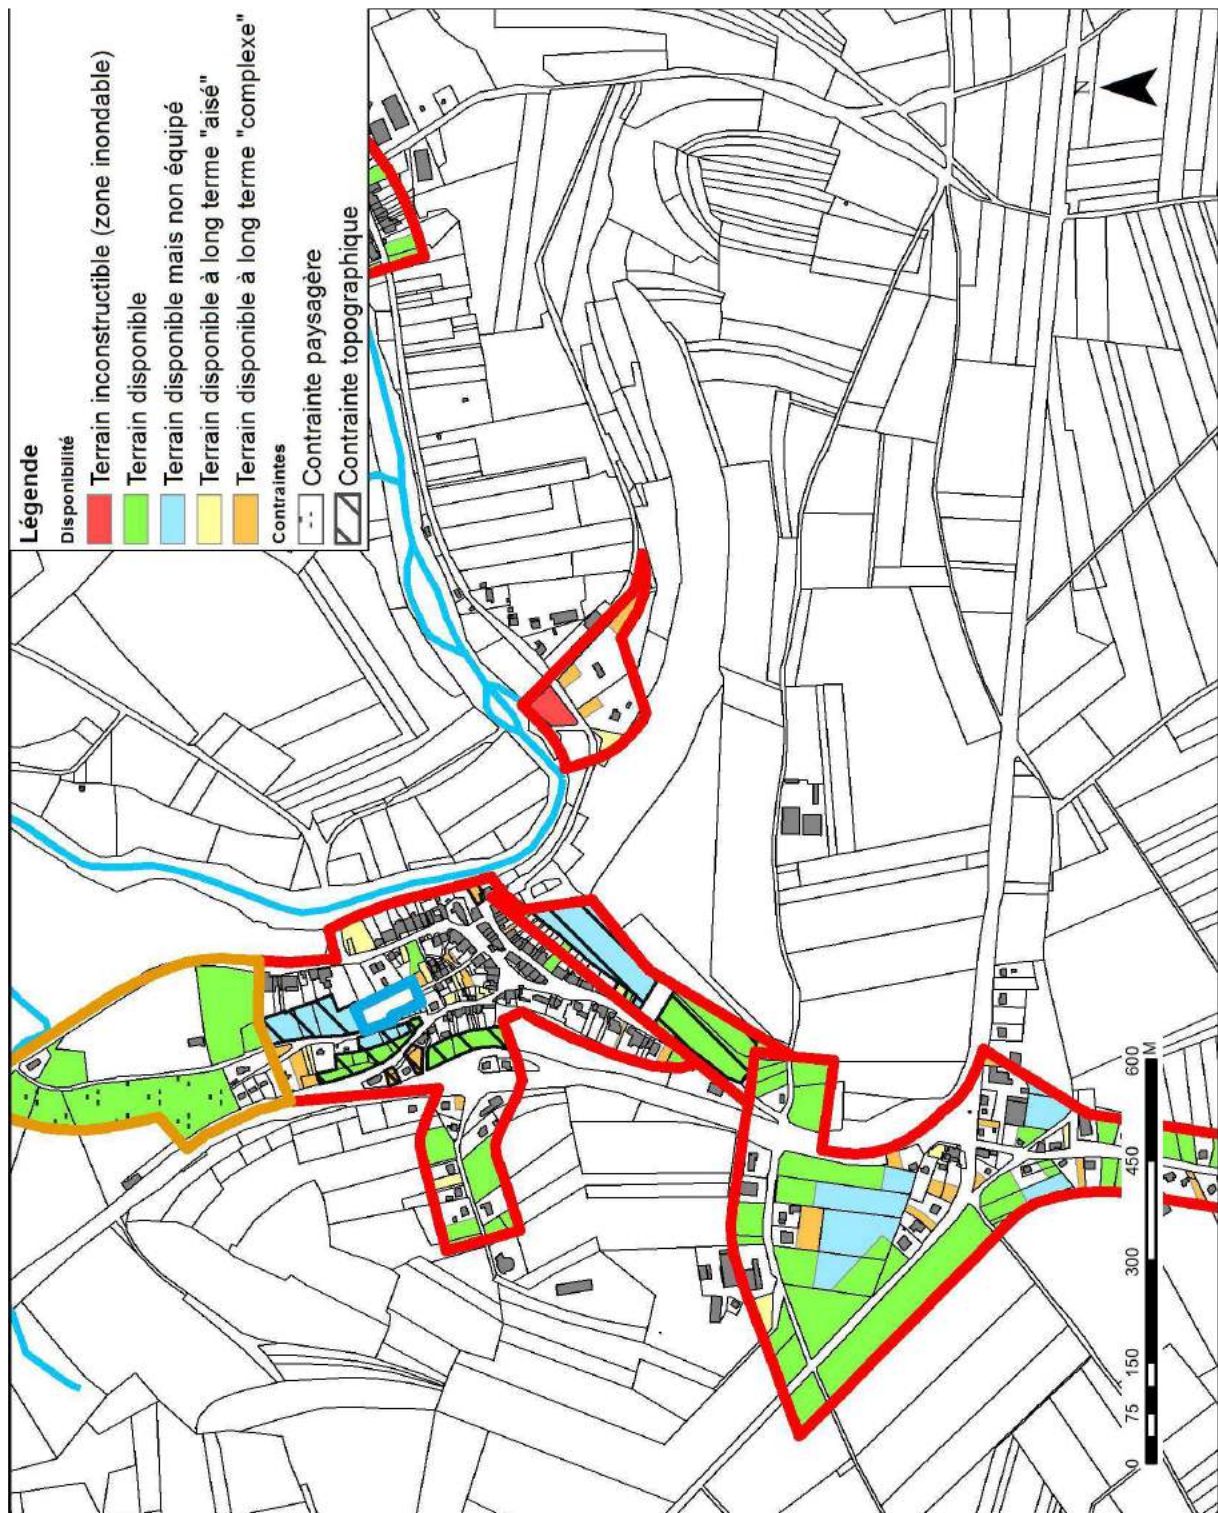 Légende
Disponibilité
Terrain inconstructible (zone inondable)
Terrain disponible
Terrain disponible mais non équipé
Terrain disponible à long terme "aisé"
Terrain disponible à long terme "complexe"
Contraintes
Contrainte paysagère
Contrainte topographique
N
0 75 150 300 450 600
M